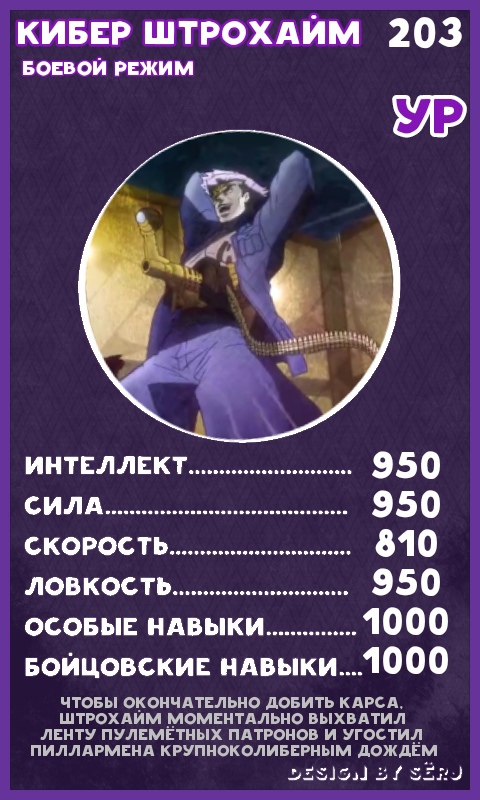 КИБЕР ШТРОХАЙМ 203
БОЕВОЙ РЕЖИМ
УР
ИНТЕЛЛЕКТ............................ 950
СИЛА.......................................... 950
СКОРОСТЬ............................... 810
ЛОВКОСТЬ.............................. 950
ОСОБЫЕ НАВЫКИ................ 1000
БОЙЦОВСКИЕ НАВЫКИ.... 1000
ЧТОБЫ ОКОНЧАТЕЛЬНО ДОБИТЬ КАРСА,
ШТРОХАЙМ МОМЕНТАЛЬНО ВЫХВАТИЛ
ЛЕНТУ ПУЛЕМЁТНЫХ ПАТРОНОВ И УГОСТИЛ
ПИЛЛАРМЕНА КРУПНОКОЛИБЕРНЫМ ДОЖДЁМ
DESIGN BY SËRJ